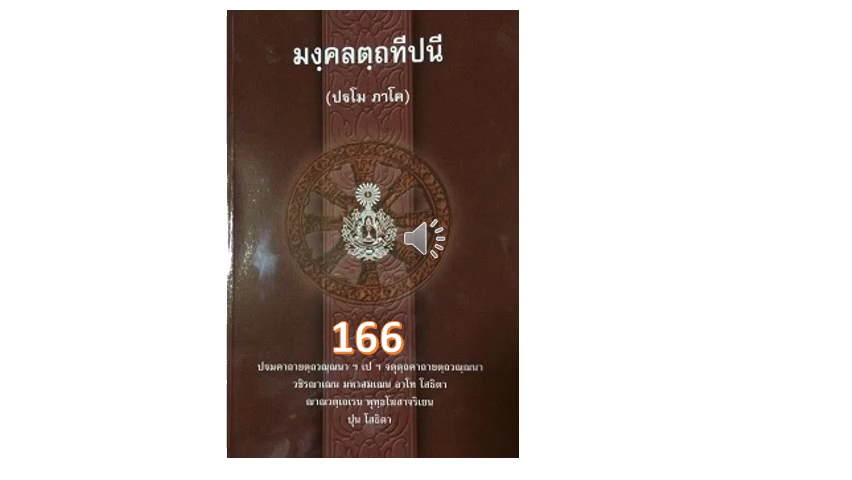 มงฺคลตฺถทีปนี
(ปฐโม ภาโค)
166
ปฐมคาถายตฺถวณฺณนา ฯ เป ฯ จตุตฺถคาถายตฺถวณฺณนา
วชิรญาเณน มหาสมเณน อาโท โสธิตา
ญาณวตฺเถเรน พุทฺธโฆสาจริเยน
ปุน โสธิตา